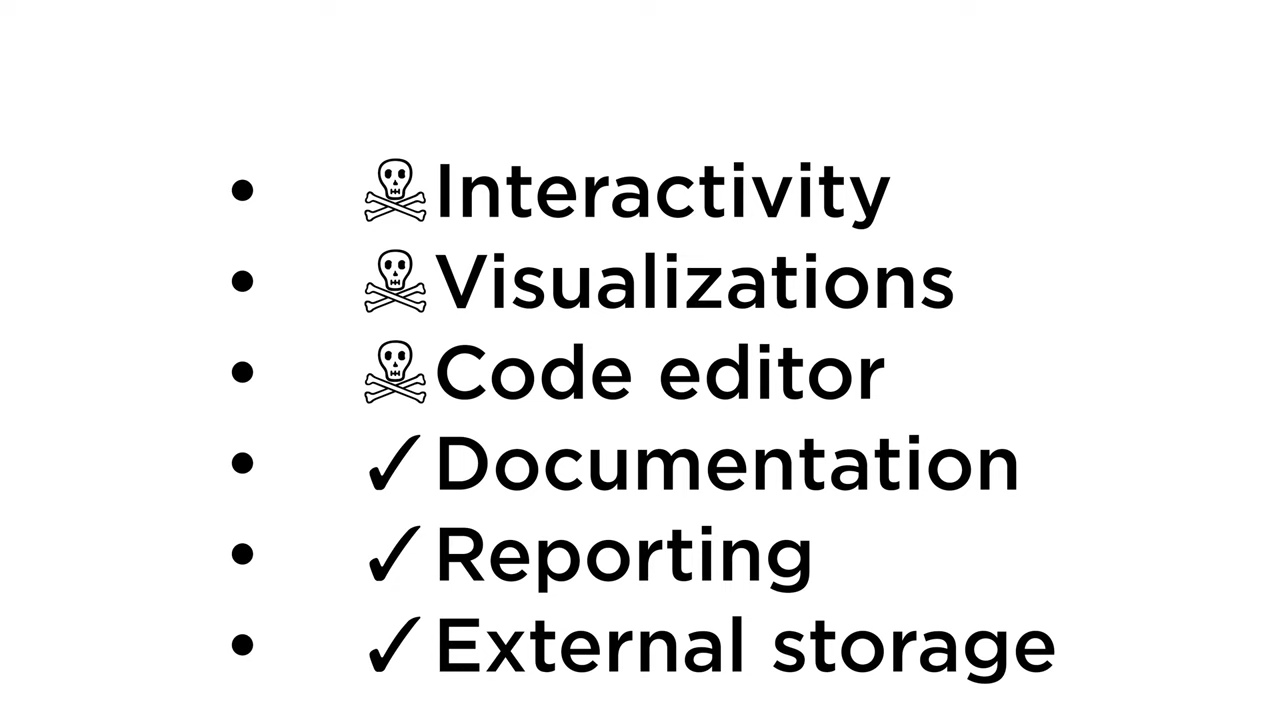 • ☠Interactivity
• ☠Visualizations
• ☠Code editor
• ✓Documentation
• ✓Reporting
• ✓External storage